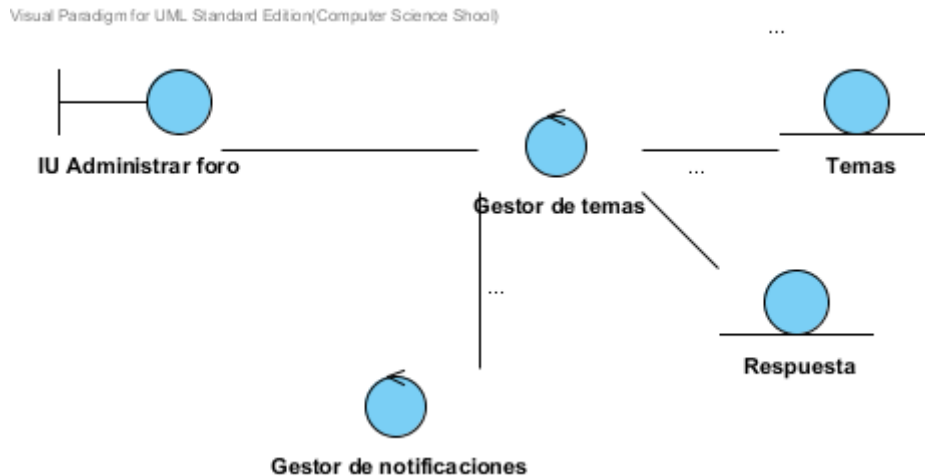 Visual Paradigm for UML Standard Edition(Computer Science Shool)
...
IU Administrar foro
Temas
...
Gestor de temas
...
Respuesta
Gestor de notificaciones